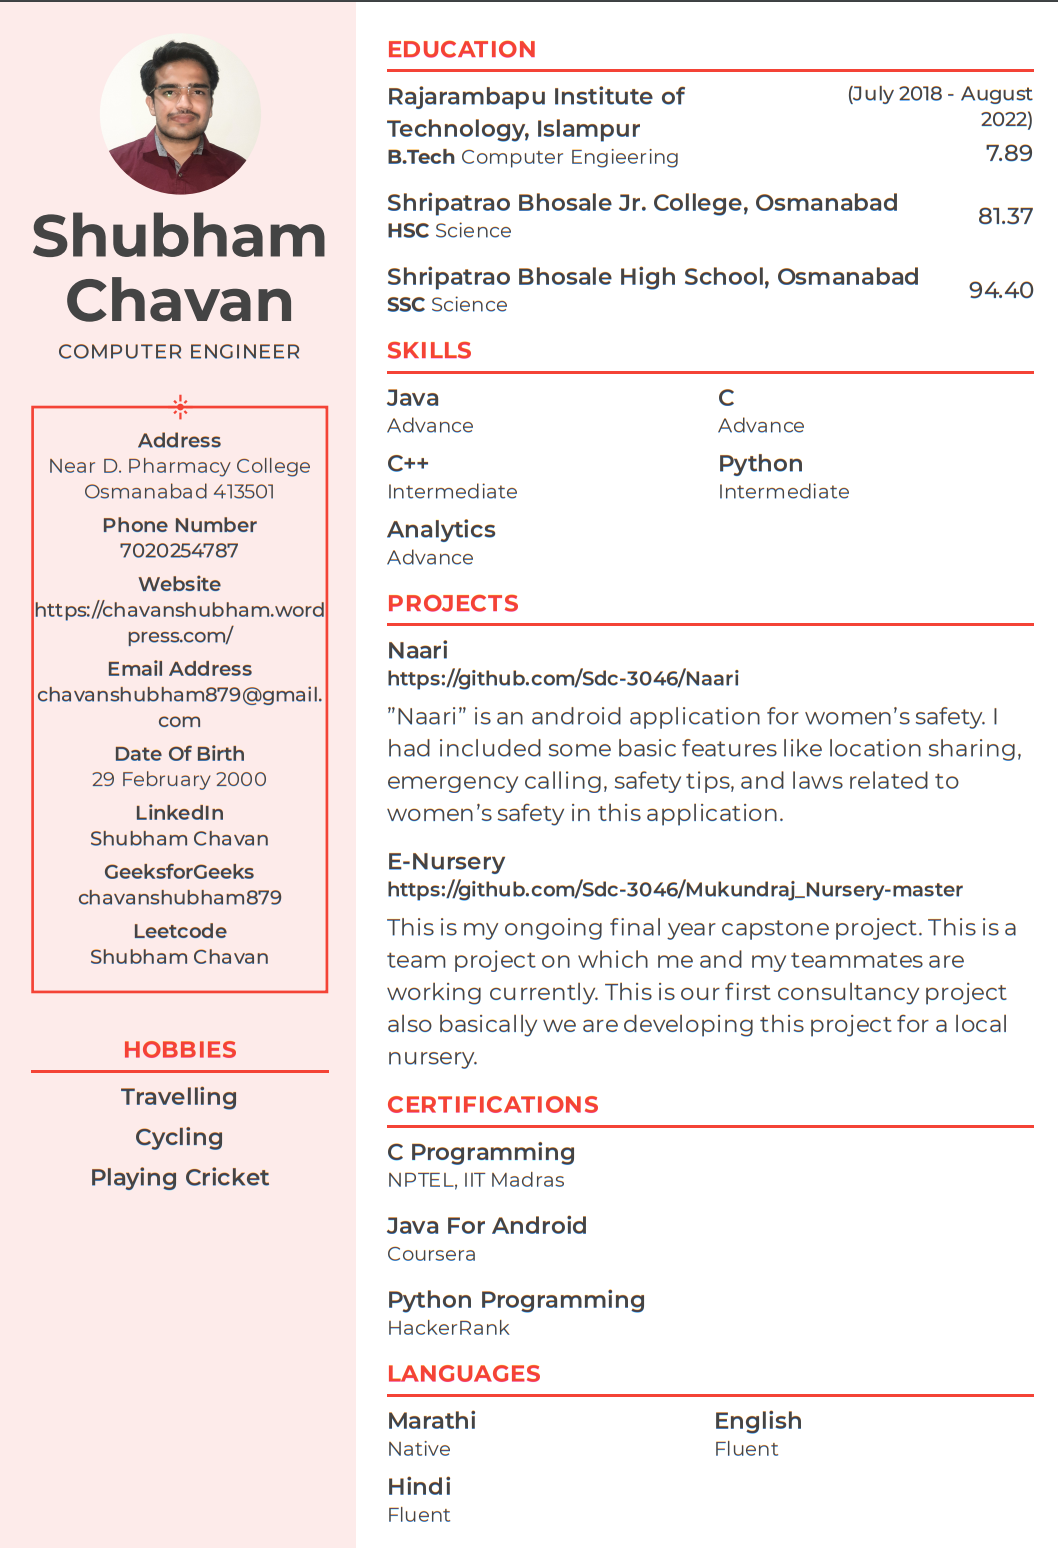 Shubham
Chavan
COMPUTER ENGINEER
Address
Near D. Pharmacy College
Osmanabad 413501
Phone Number
7020254787
Website
https://chavanshubham.word
press.com/
Email Address
chavanshubham879@gmail.
com
Date Of Birth
29 February 2000
LinkedIn
Shubham Chavan
GeeksforGeeks
chavanshubham879
Leetcode
Shubham Chavan
HOBBIES
Travelling
Cycling
Playing Cricket
EDUCATION
Rajarambapu Institute of
Technology, Islampur
B.Tech Computer Engieering
(July 2018 - August
2022)
7.89
Shripatrao Bhosale Jr. College, Osmanabad
HSC Science
81.37
Shripatrao Bhosale High School, Osmanabad
SSC Science
94.40
SKILLS
Java
Advance
C
Advance
C++
Intermediate
Python
Intermediate
Analytics
Advance
PROJECTS
Naari
https://github.com/Sdc-3046/Naari
”Naari” is an android application for women’s safety. I
had included some basic features like location sharing,
emergency calling, safety tips, and laws related to
women’s safety in this application.
E-Nursery
https://github.com/Sdc-3046/Mukundraj_Nursery-master
This is my ongoing final year capstone project. This is a
team project on which me and my teammates are
working currently. This is our first consultancy project
also basically we are developing this project for a local
nursery.
CERTIFICATIONS
C Programming
NPTEL, IIT Madras
Java For Android
Coursera
Python Programming
HackerRank
LANGUAGES
Marathi
Native
English
Fluent
Hindi
Fluent